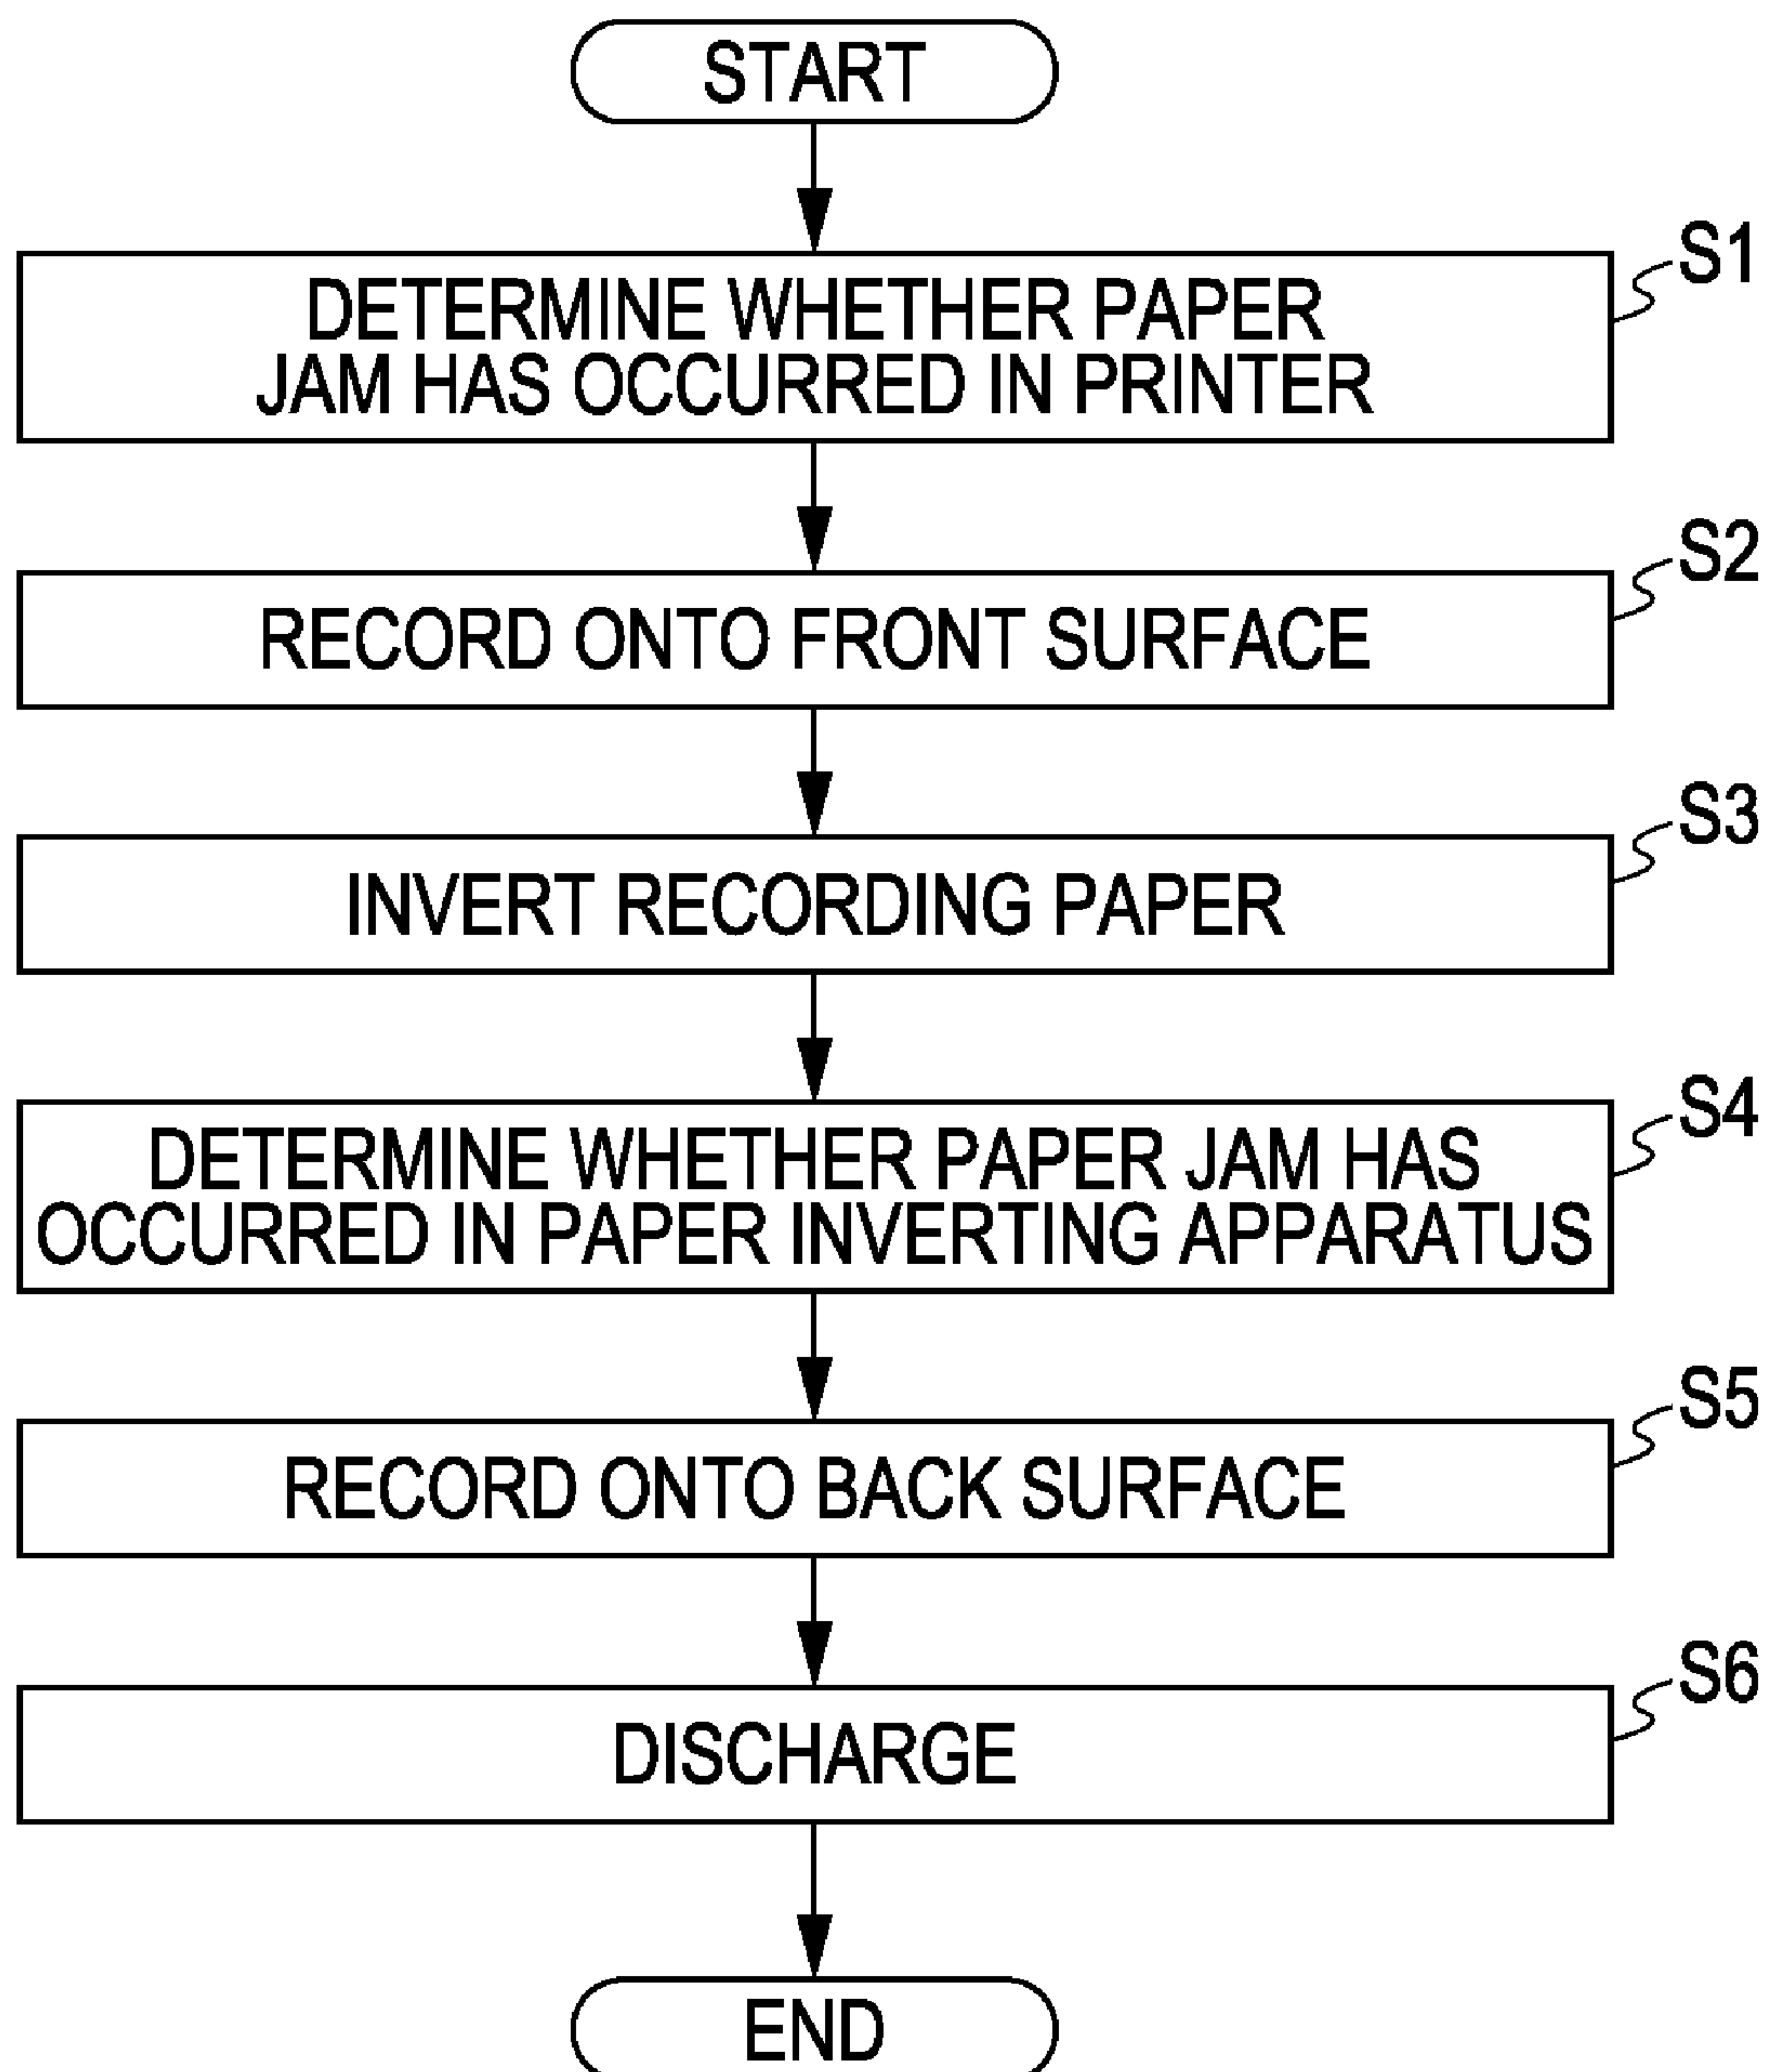 START
S1
DETERMINE WHETHER PAPER
JAM HAS OCCURRED IN PRINTER
S2
RECORD ONTO FRONT SURFACE
S3
INVERT RECORDING PAPER
S4
DETERMINE WHETHER PAPER JAM HAS
OCCURRED IN PAPER INVERTING APPARATUS
S5
RECORD ONTO BACK SURFACE
S6
DISCHARGE
END